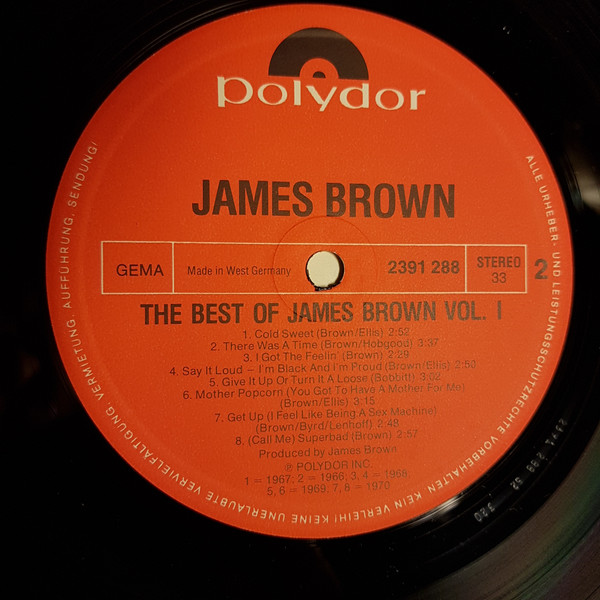 polydor
JAMES BROWN
GEMA
Made in West Germany
2391 288
STEREO
33
2
THE BEST OF JAMES BROWN VOL. I
1. Cold Sweet (Brown/Ellis) 2:52
2. There Was A Time (Brown/Hobgood) 3:37
3. I Got The Feelin' (Brown) 2:29
4. Say It Loud – I'm Black And I'm Proud (Brown/Ellis) 2:50
5. Give It Up Or Turn It A Loose (Bobbitt) 3:02
6. Mother Popcorn (You Got To Have A Mother For Me)
(Brown/Ellis) 3:15
7. Get Up (I Feel Like Being A Sex Machine)
(Brown/Byrd/Lenhoff) 2:48
8. (Call Me) Superbad (Brown) 2:57
Produced by James Brown
℗ POLYDOR INC.
1 = 1967; 2 = 1966; 3, 4 = 1968;
5, 6 = 1969; 7, 8 = 1970
ALLE URHEBER- UND LEISTUNGSSCHUTZRECHTE VORBEHALTEN KEIN VERLEIH! KEINE UNERLAUBTE VERVIELFÄLTIGUNG, VERMIETUNG, AUFFÜHRUNG, SENDUNG!
320